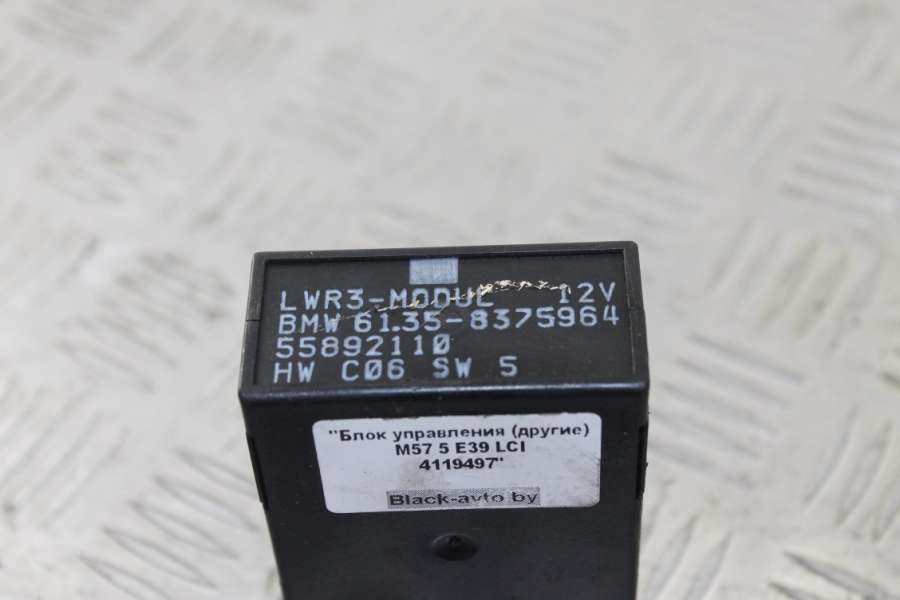 LWR3-MODUL 12V
BMW 61.35-8375964
55892110
HW C06 SW 5
"Блок управления (другие)
M57 5 E39 LCI
4119497"
Black-avto by